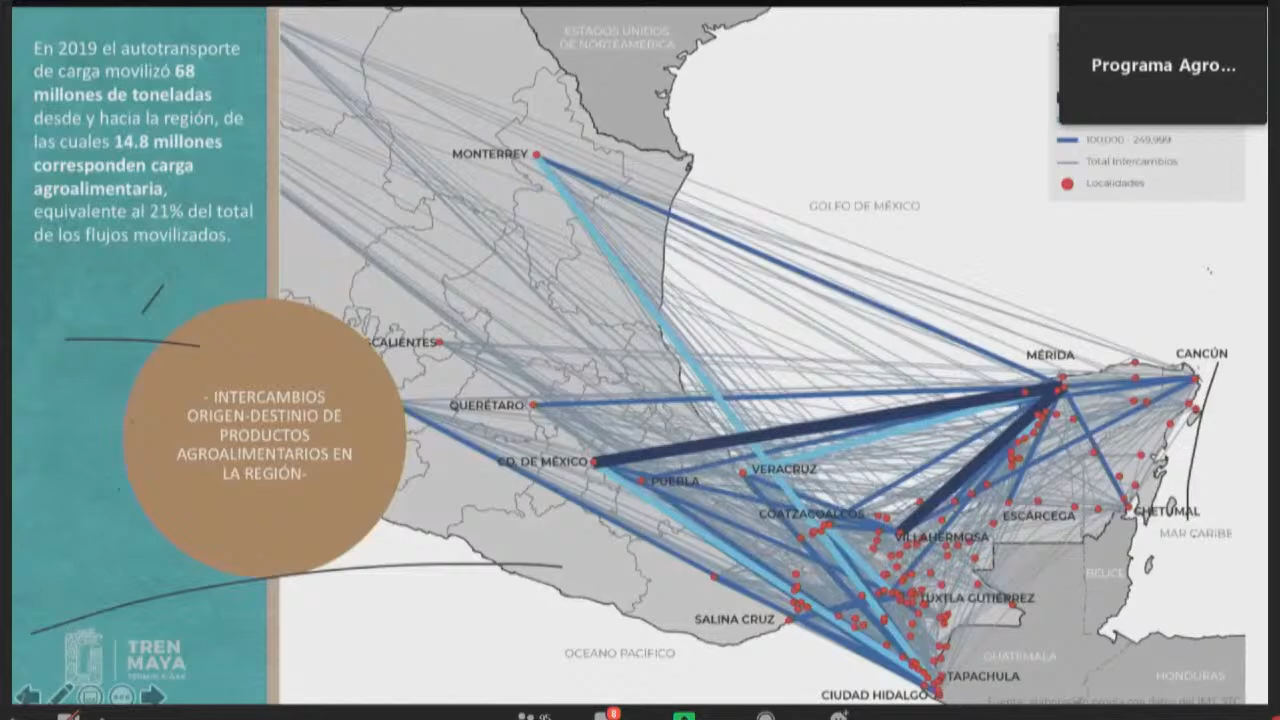 En 2019 el autotransporte
de carga movilizó 68
millones de toneladas
desde y hacia la región, de
las cuales 14.8 millones
corresponden carga
agroalimentaria,
equivalente al 21% del total
de los flujos movilizados.
- INTERCAMBIOS
ORIGEN-DESTINIO DE
PRODUCTOS
AGROALIMENTARIOS EN
LA REGIÓN-
TREN
MAYA
ESTADOS UNIDOS
DE NORTEAMÉRICA
Programa Agro...
100,000 - 249,999
Total Intercambios
Localidades
MONTERREY
GOLFO DE MÉXICO
SCALIENTES
MÉRIDA
CANCÚN
QUERÉTARO
CD. DE MÉXICO
VERACRUZ
PUEBLA
COATZACOALCOS
ESCÁRCEGA
CHETUMAL
VILLAHERMOSA
MAR CARIBE
BELICE
TUXTLA GUTIÉRREZ
SALINA CRUZ
OCEANO PACÍFICO
GUATEMALA
TAPACHULA
HONDURAS
CIUDAD HIDALGO
95
8